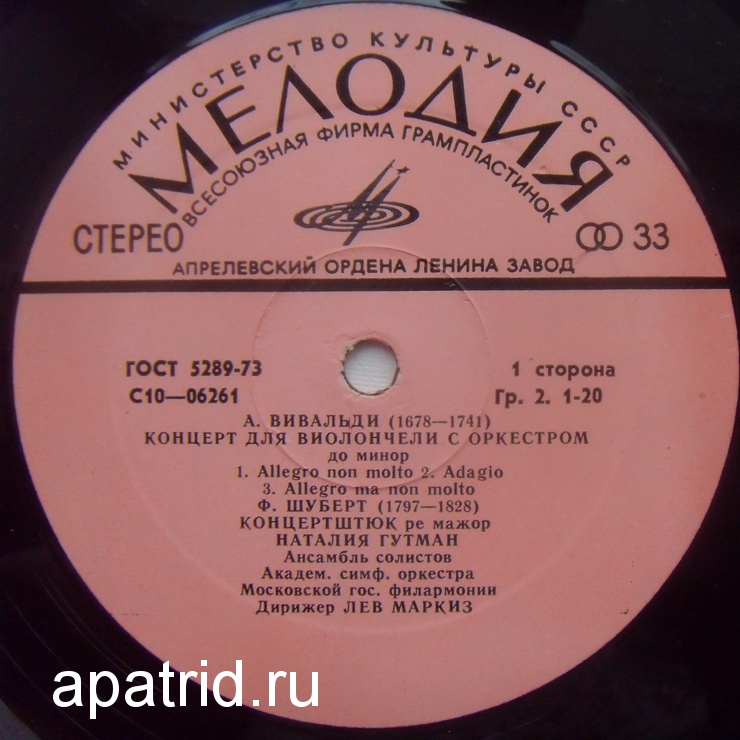 МИНИСТЕРСТВО КУЛЬТУРЫ СССР
МЕЛОДИЯ
ВСЕСОЮЗНАЯ ФИРМА ГРАМПЛАСТИНОК
СТЕРЕО 33
АПРЕЛЕВСКИЙ ОРДЕНА ЛЕНИНА ЗАВОД
ГОСТ 5289-73 1 сторона
С10—06261 Гр. 2. 1-20
А. ВИВАЛЬДИ (1678—1741)
КОНЦЕРТ ДЛЯ ВИОЛОНЧЕЛИ С ОРКЕСТРОМ
до минор
1. Allegro non molto 2. Adagio
3. Allegro ma non molto
Ф. ШУБЕРТ (1797—1828)
КОНЦЕРТШТЮК ре мажор
НАТАЛИЯ ГУТМАН
Ансамбль солистов
Академ. симф. оркестра
Московской гос. филармонии
Дирижер ЛЕВ МАРКИЗ
apatrid.ru